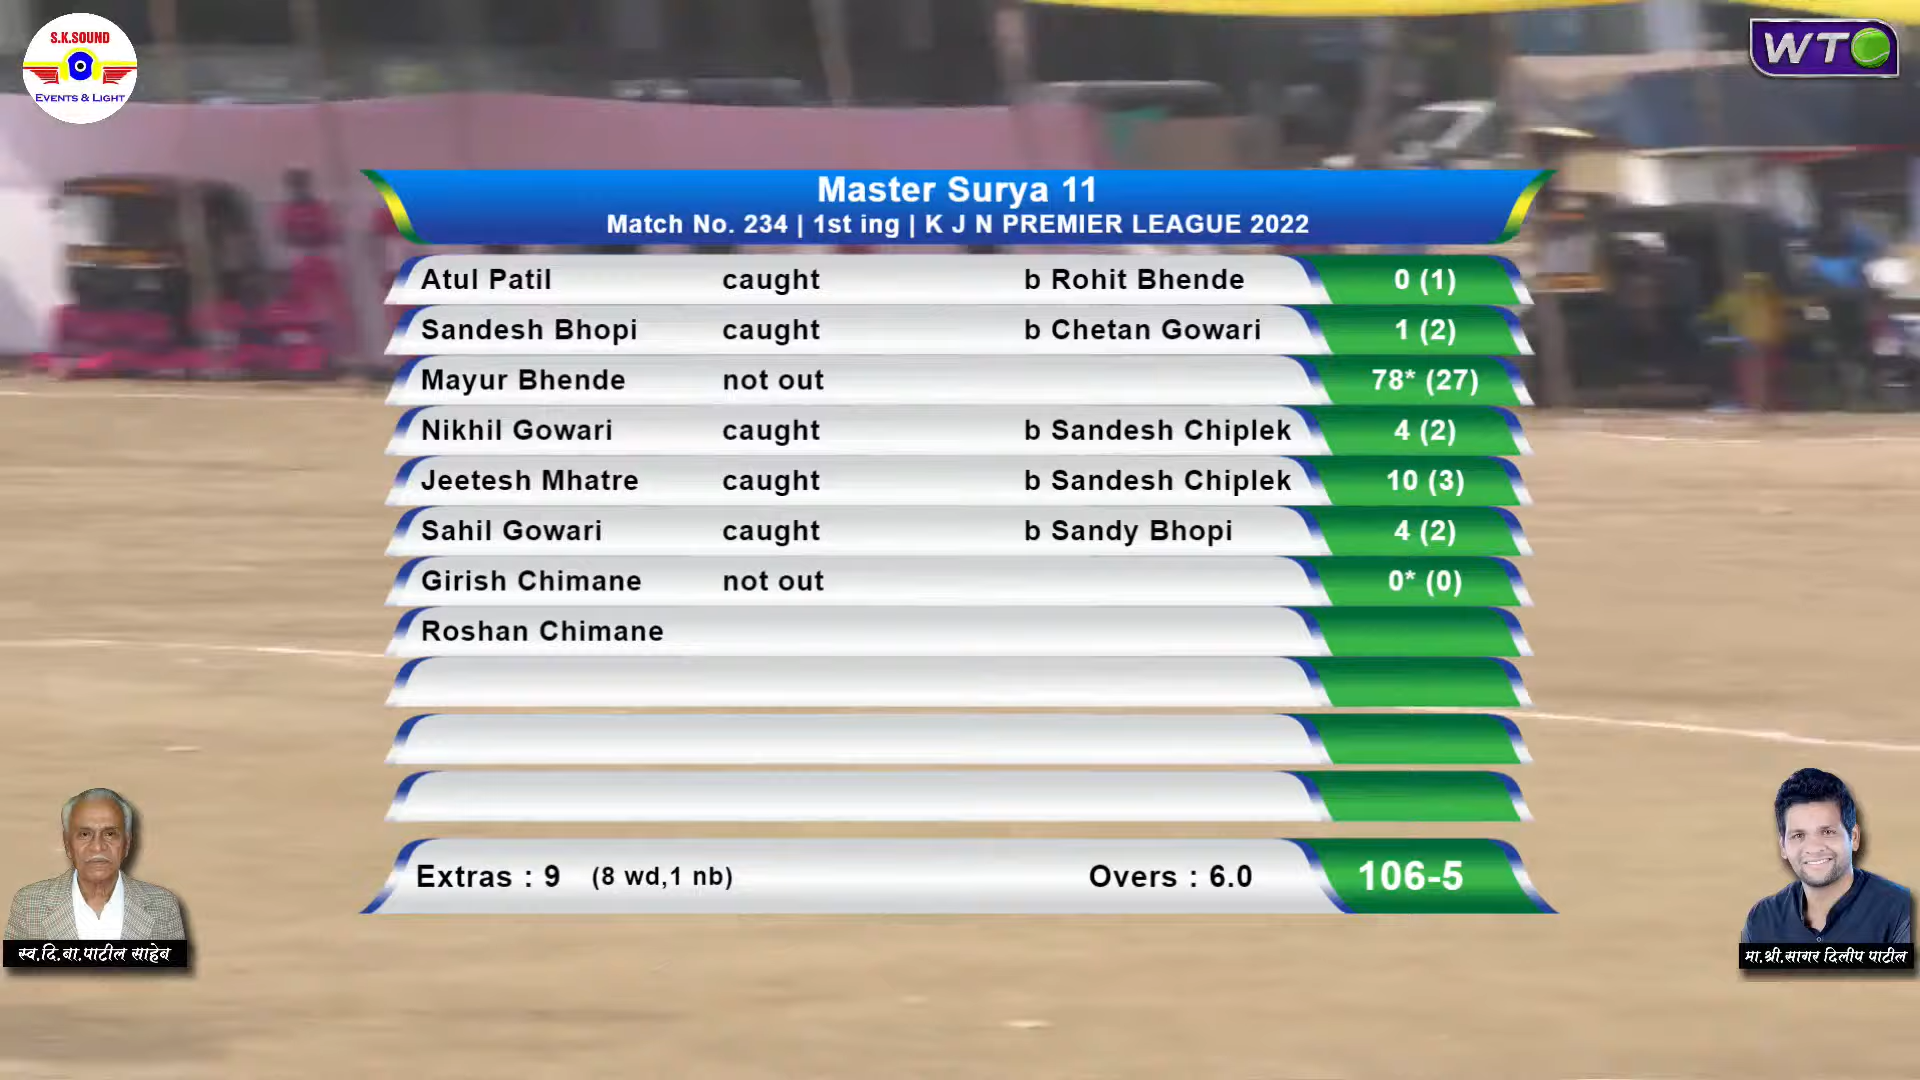 S.K.SOUND
EVENTS & LIGHT
WTC
Master Surya 11
Match No. 234 | 1st ing | K J N PREMIER LEAGUE 2022
Atul Patil caught b Rohit Bhende 0 (1)
Sandesh Bhopi caught b Chetan Gowari 1 (2)
Mayur Bhende not out 78* (27)
Nikhil Gowari caught b Sandesh Chiplek 4 (2)
Jeetesh Mhatre caught b Sandesh Chiplek 10 (3)
Sahil Gowari caught b Sandy Bhopi 4 (2)
Girish Chimane not out 0* (0)
Roshan Chimane
Extras : 9 (8 wd,1 nb) Overs : 6.0 106-5
स्व.दि.बा.पाटील साहेब
मा.श्री.सागर दिलीप पाटील